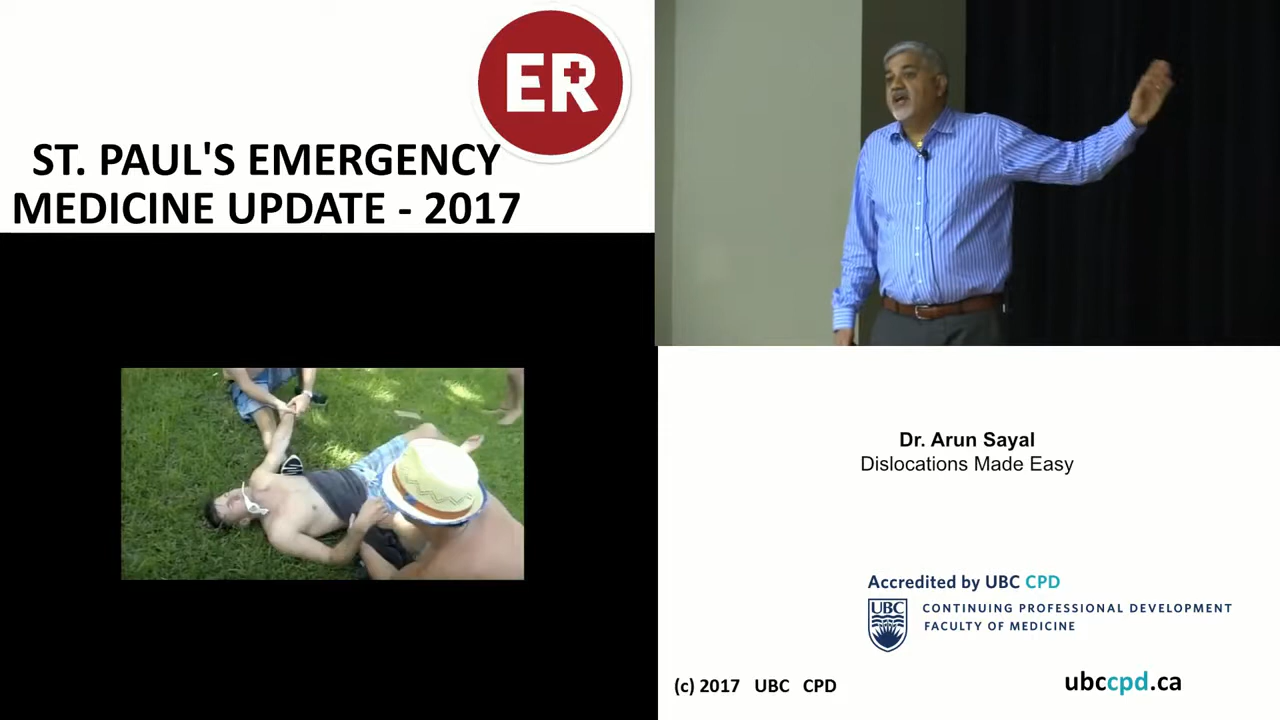 ER
ST. PAUL'S EMERGENCY
MEDICINE UPDATE - 2017
Dr. Arun Sayal
Dislocations Made Easy
Accredited by UBC CPD
UBC
CONTINUING PROFESSIONAL DEVELOPMENT
FACULTY OF MEDICINE
(c) 2017 UBC CPD
ubccpd.ca